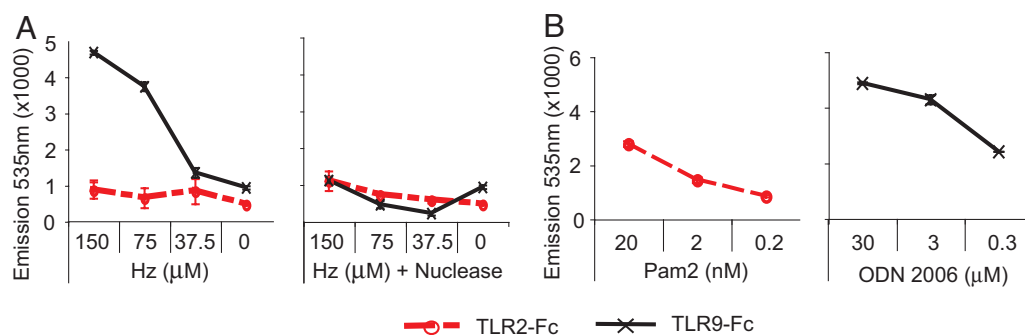 A
B
Emission 535nm (x1000)
5
4
3
2
1
0
150 75 37.5 0
Hz (μM)
150 75 37.5 0
Hz (μM) + Nuclease
Emission 535nm (x1000)
6
4
2
0
20 2 0.2
Pam2 (nM)
30 3 0.3
ODN 2006 (μM)
TLR2-Fc TLR9-Fc